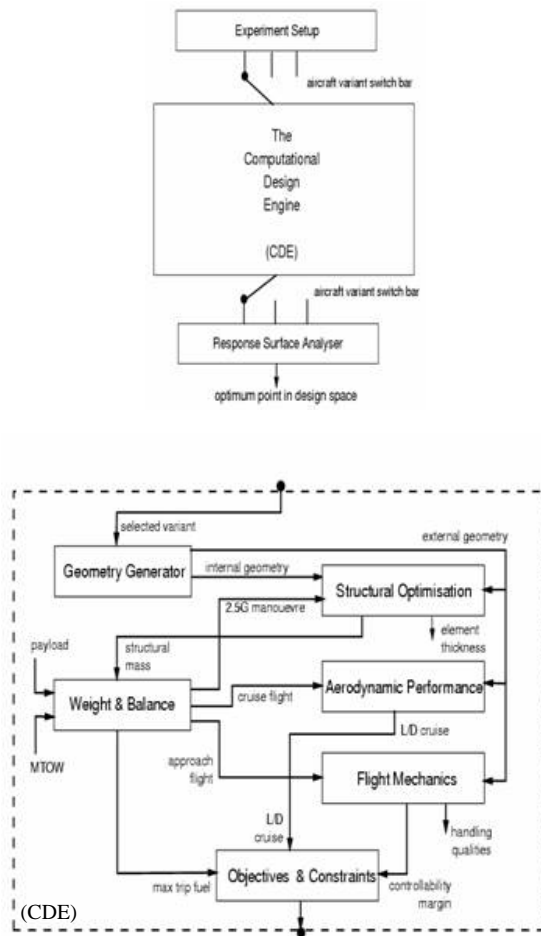 Experiment Setup
aircraft variant switch bar
The
Computational
Design
Engine
(CDE)
aircraft variant switch bar
Response Surface Analyser
optimum point in design space
selected variant
external geometry
Geometry Generator
internal geometry
Structural Optimisation
2.5G manouevre
payload
structural
mass
element
thickness
Weight & Balance
cruise flight
Aerodynamic Performance
L/D cruise
MTOW
approach
flight
Flight Mechanics
L/D
cruise
handling
qualities
max trip fuel
Objectives & Constraints
controllability
margin
(CDE)